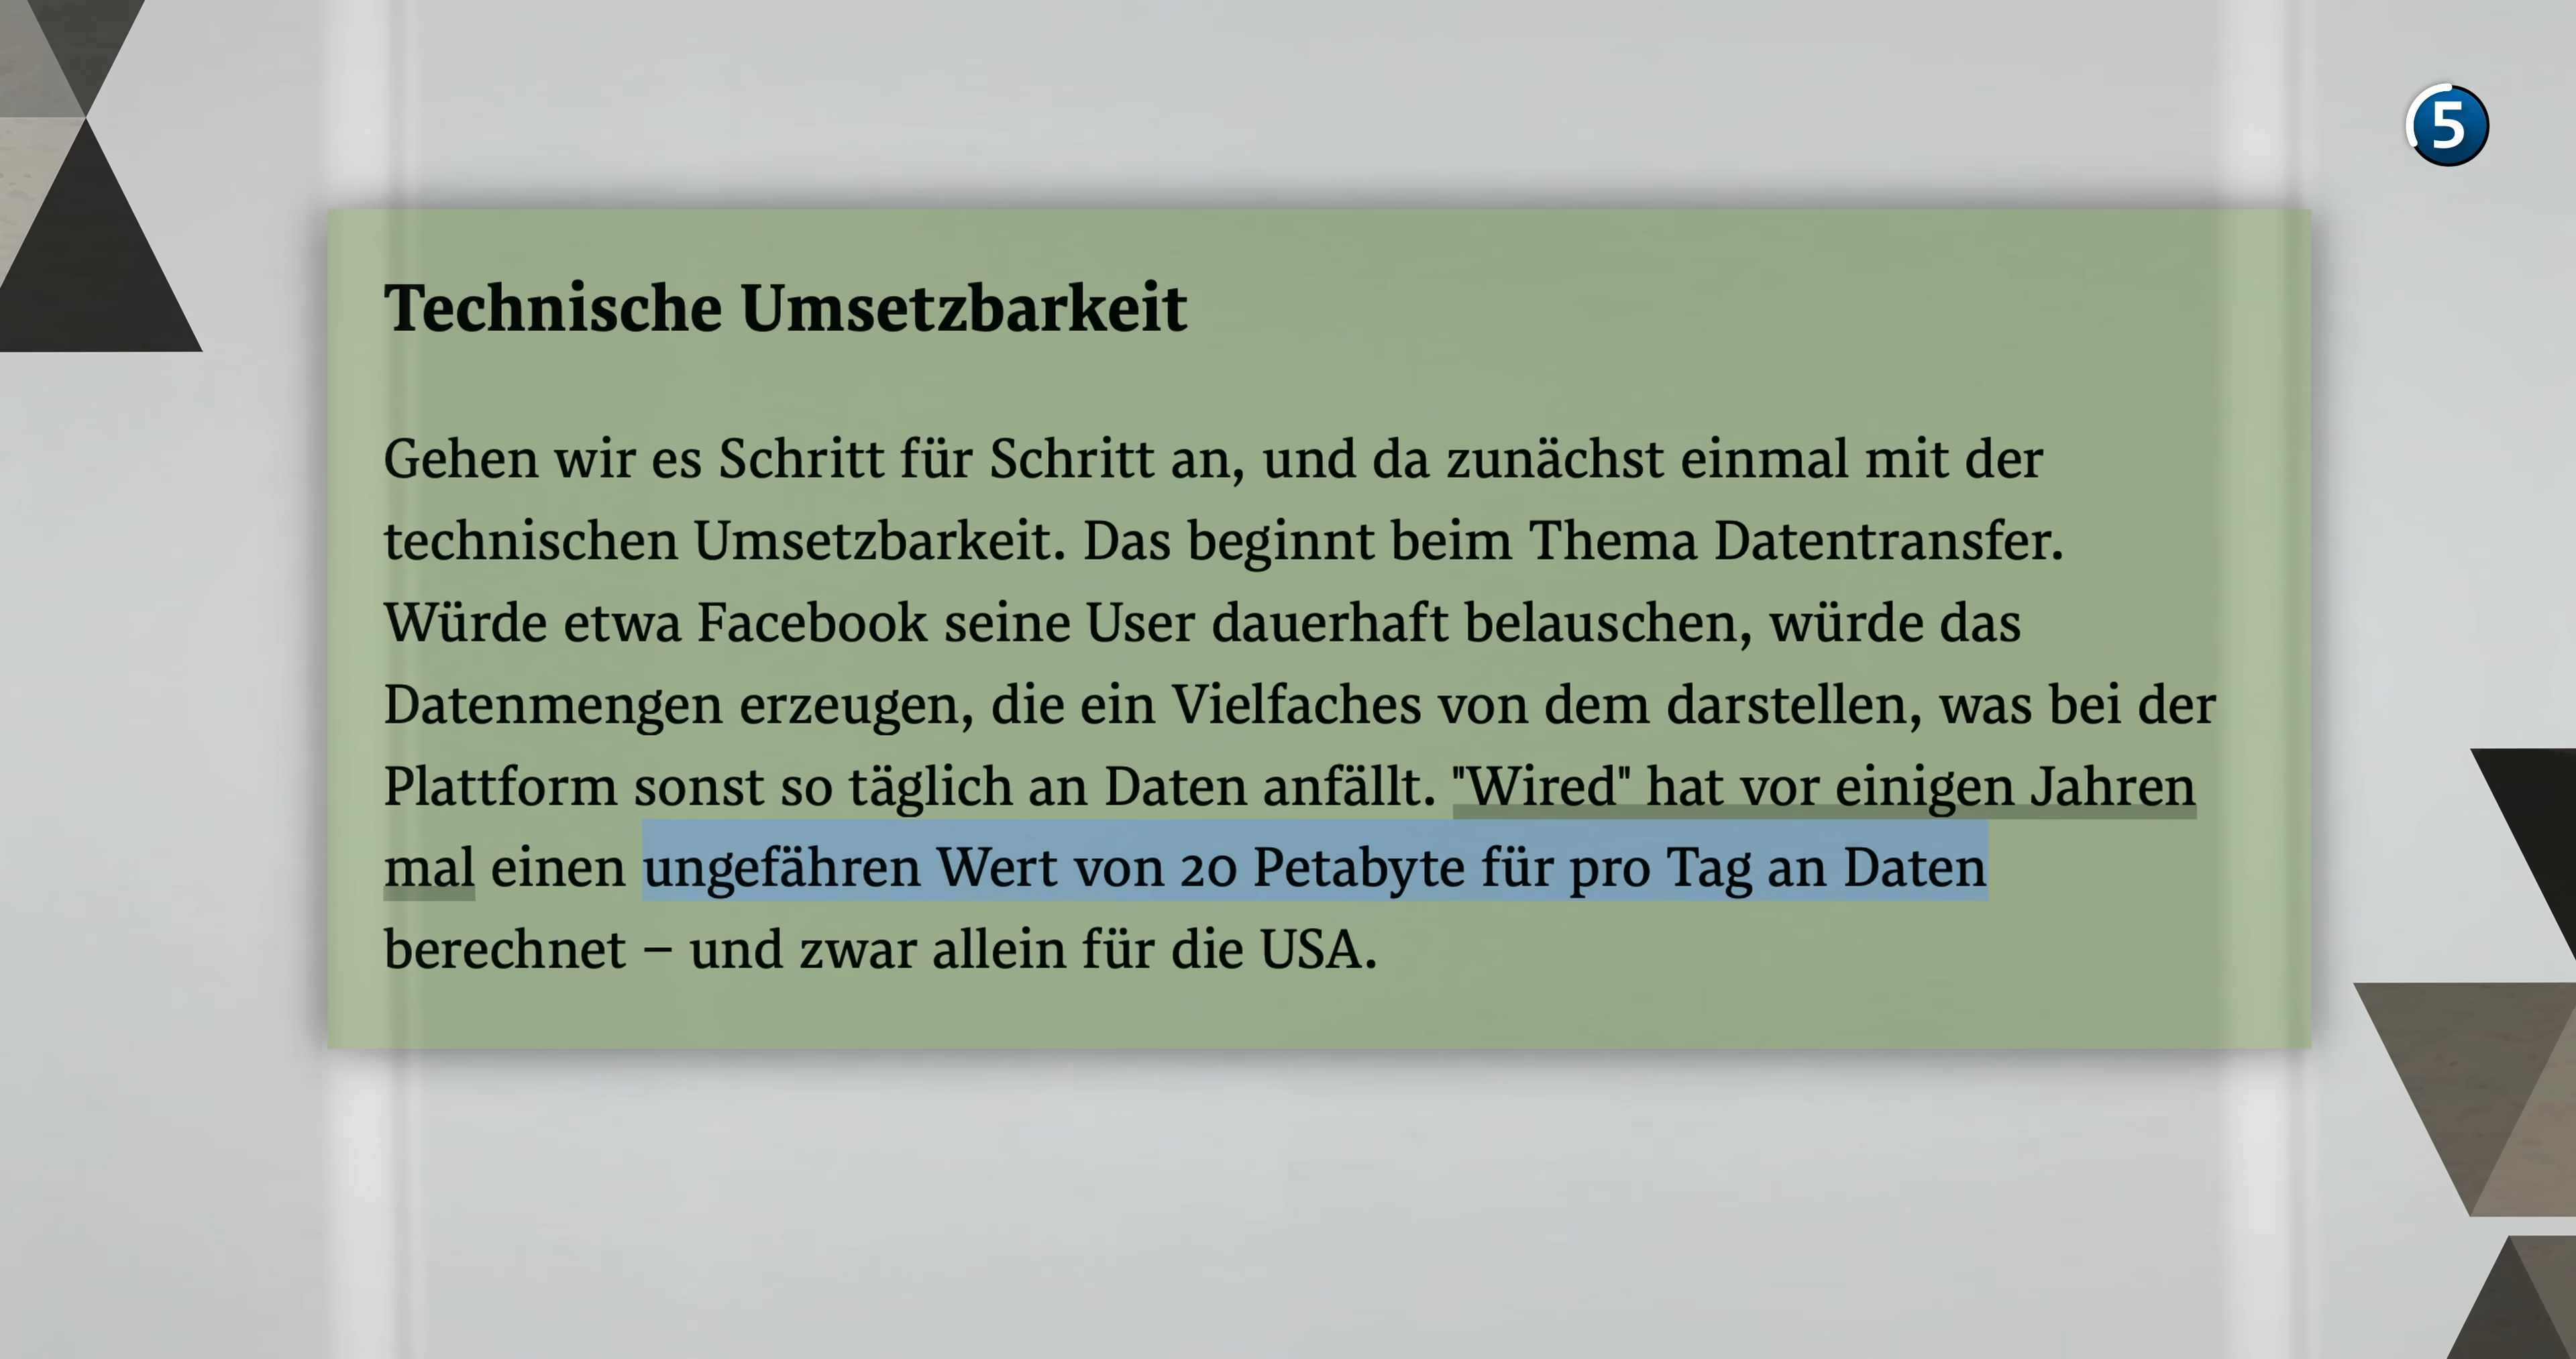 5
Technische Umsetzbarkeit
Gehen wir es Schritt für Schritt an, und da zunächst einmal mit der
technischen Umsetzbarkeit. Das beginnt beim Thema Datentransfer.
Würde etwa Facebook seine User dauerhaft belauschen, würde das
Datenmengen erzeugen, die ein Vielfaches von dem darstellen, was bei der
Plattform sonst so täglich an Daten anfällt. "Wired" hat vor einigen Jahren
mal einen ungefähren Wert von 20 Petabyte für pro Tag an Daten
berechnet – und zwar allein für die USA.